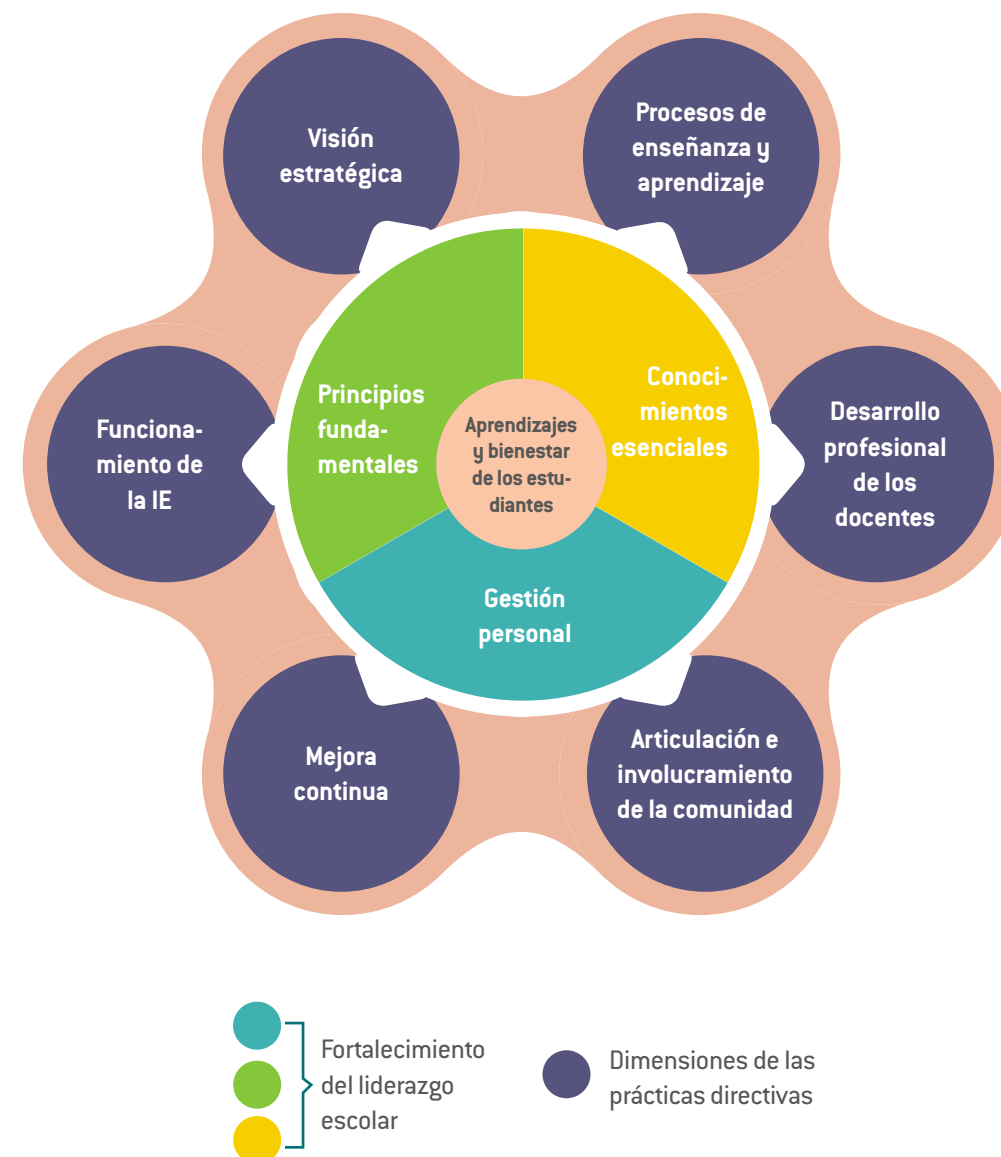 Visión
estratégica
Procesos de
enseñanza y
aprendizaje
Principios
funda-
mentales
Conoci-
mientos
esenciales
Aprendizajes
y bienestar
de los estu-
diantes
Gestión
personal
Funciona-
miento de
la IE
Desarrollo
profesional
de los
docentes
Mejora
continua
Articulación e
involucramiento
de la comunidad
Fortalecimiento
del liderazgo
escolar
Dimensiones de las
prácticas directivas